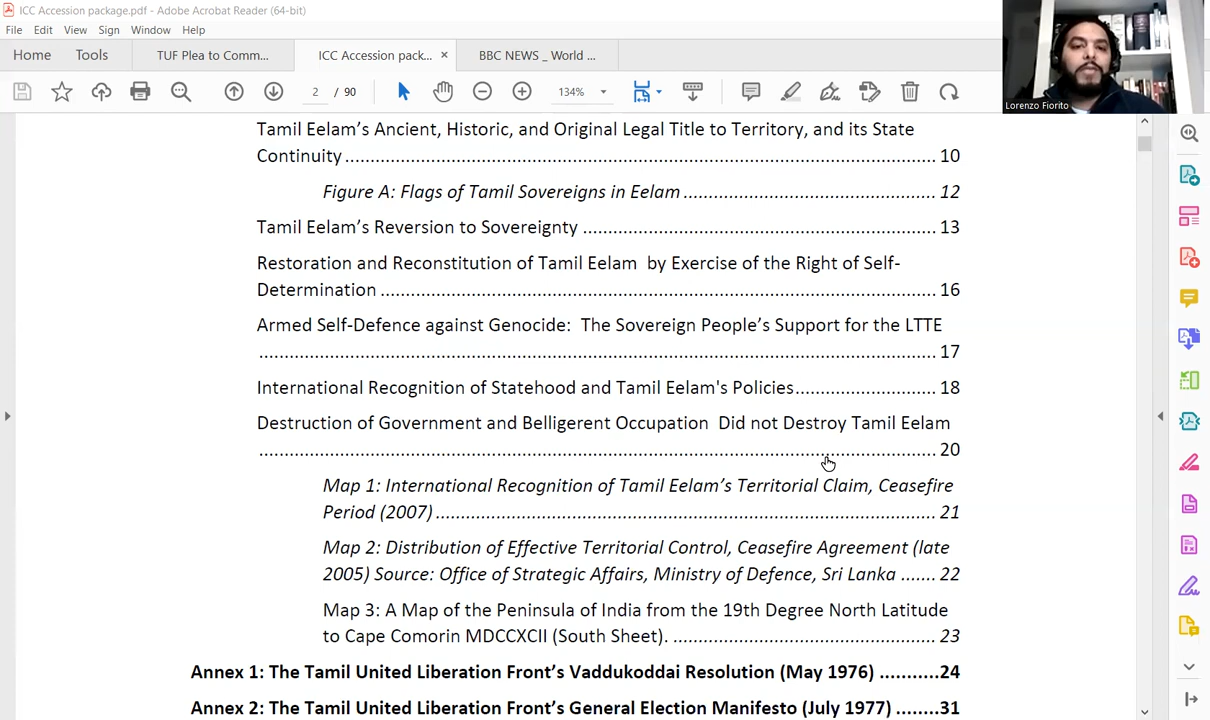 ICC Accession package.pdf - Adobe Acrobat Reader (64-bit)
File Edit View Sign Window Help
Home Tools TUF Plea to Comm... ICC Accession pack... × BBC NEWS _ World ...
2 / 90 134%
Lorenzo Fiorito
Tamil Eelam's Ancient, Historic, and Original Legal Title to Territory, and its State
Continuity ........ 10
Figure A: Flags of Tamil Sovereigns in Eelam ........ 12
Tamil Eelam's Reversion to Sovereignty ........ 13
Restoration and Reconstitution of Tamil Eelam by Exercise of the Right of Self-
Determination ........ 16
Armed Self-Defence against Genocide: The Sovereign People's Support for the LTTE
........ 17
International Recognition of Statehood and Tamil Eelam's Policies ........ 18
Destruction of Government and Belligerent Occupation Did not Destroy Tamil Eelam
........ 20
Map 1: International Recognition of Tamil Eelam's Territorial Claim, Ceasefire
Period (2007) ........ 21
Map 2: Distribution of Effective Territorial Control, Ceasefire Agreement (late
2005) Source: Office of Strategic Affairs, Ministry of Defence, Sri Lanka ...... 22
Map 3: A Map of the Peninsula of India from the 19th Degree North Latitude
to Cape Comorin MDCCXCII (South Sheet). ........ 23
Annex 1: The Tamil United Liberation Front's Vaddukoddai Resolution (May 1976) ...........24
Annex 2: The Tamil United Liberation Front's General Election Manifesto (July 1977) ........31